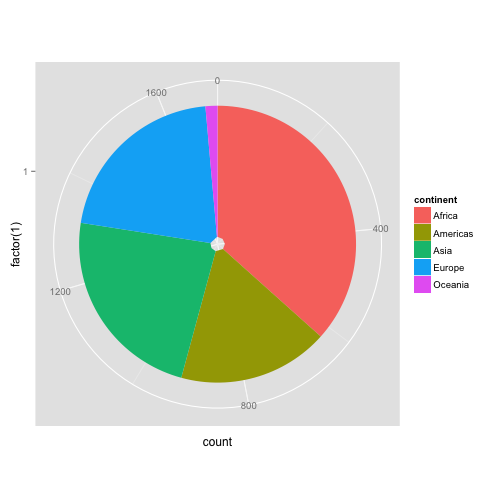 0
1600
1
400
1200
800
factor(1)
count
continent
Africa
Americas
Asia
Europe
Oceania